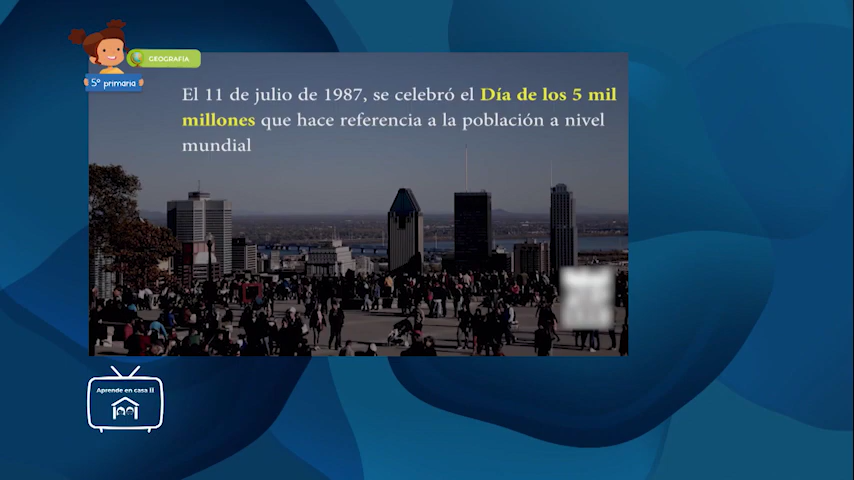 GEOGRAFÍA
5° primaria
El 11 de julio de 1987, se celebró el Día de los 5 mil
millones que hace referencia a la población a nivel
mundial
Aprende en casa II